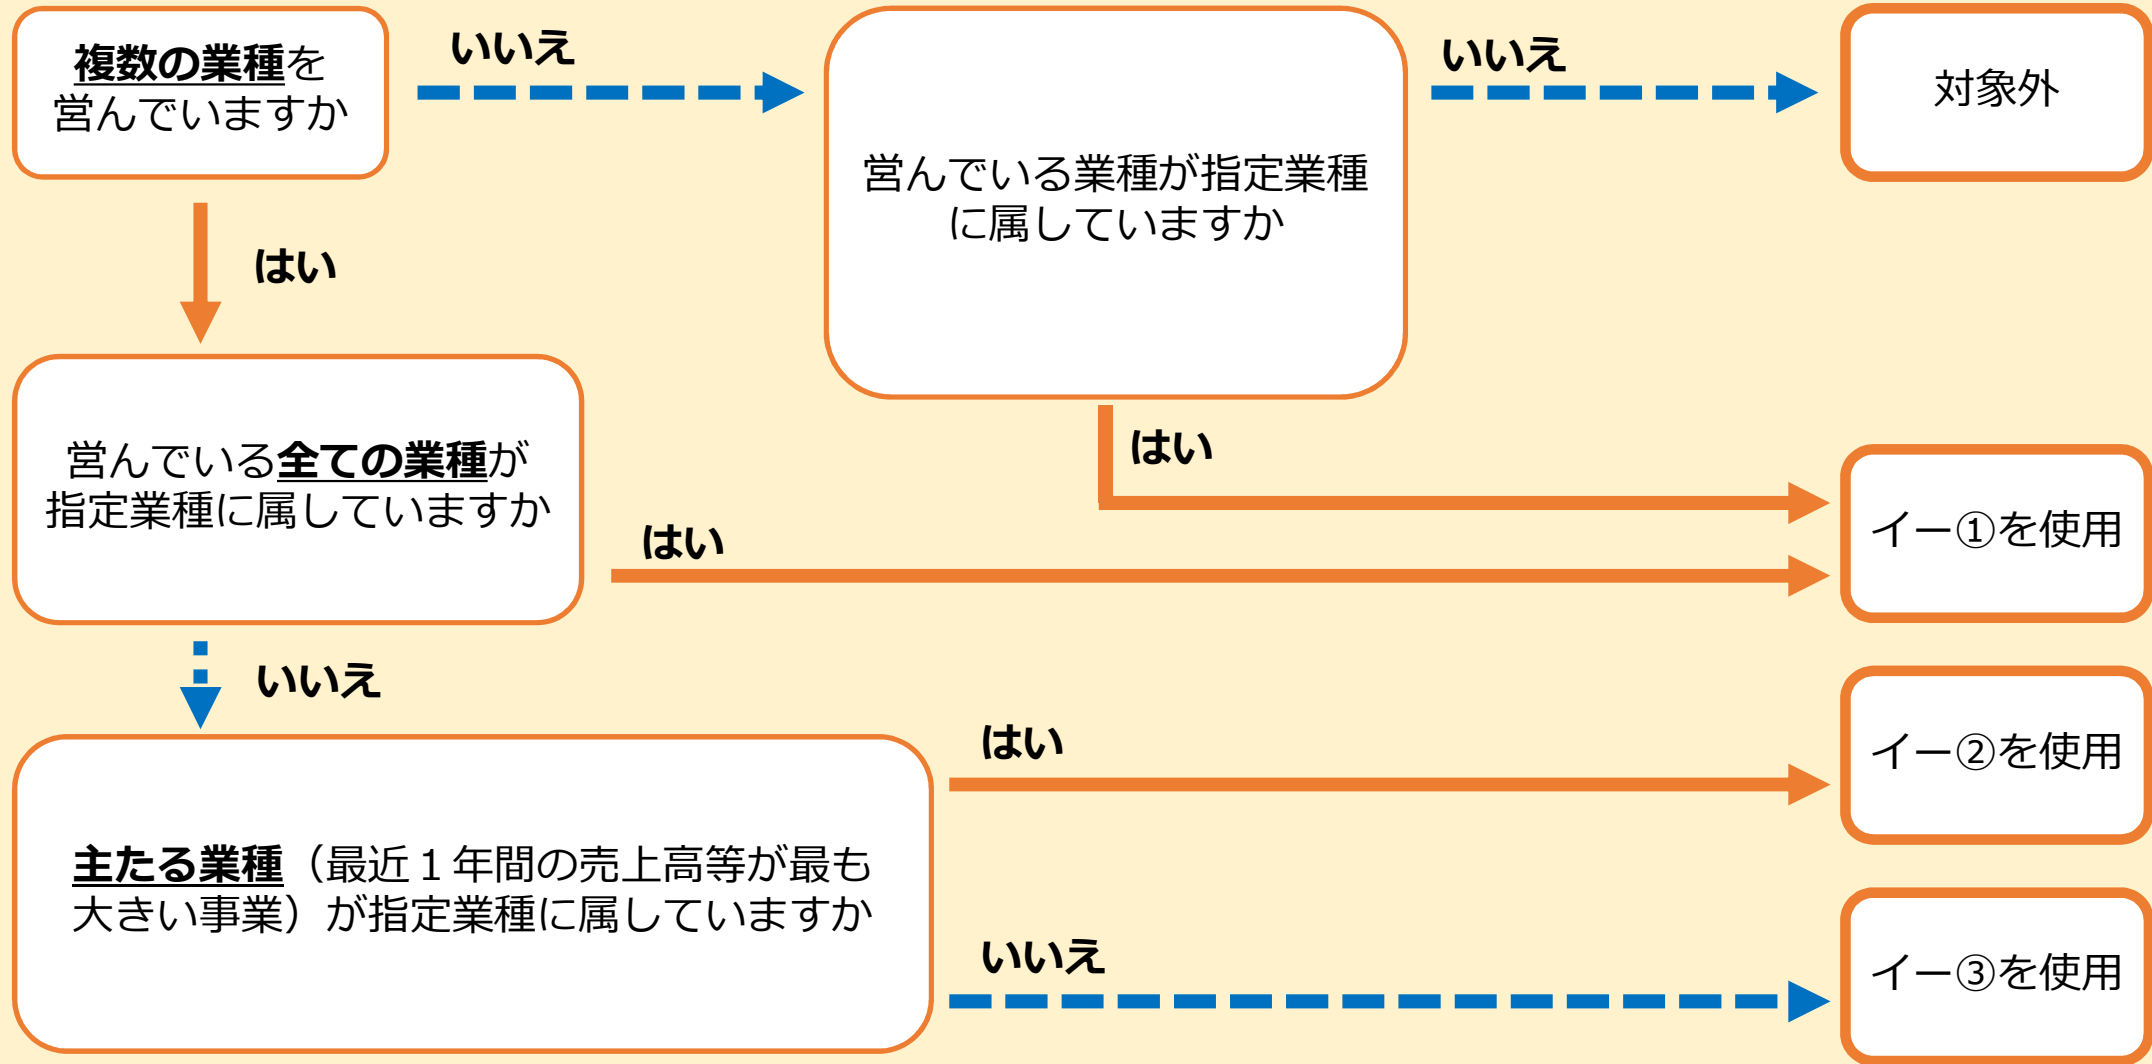 複数の業種を
営んでいますか
いいえ
営んでいる業種が指定業種
に属していますか
いいえ
対象外
はい
営んでいる全ての業種が
指定業種に属していますか
はい
はい
イー①を使用
いいえ
主たる業種（最近１年間の売上高等が最も
大きい事業）が指定業種に属していますか
はい
イー②を使用
いいえ
イー③を使用